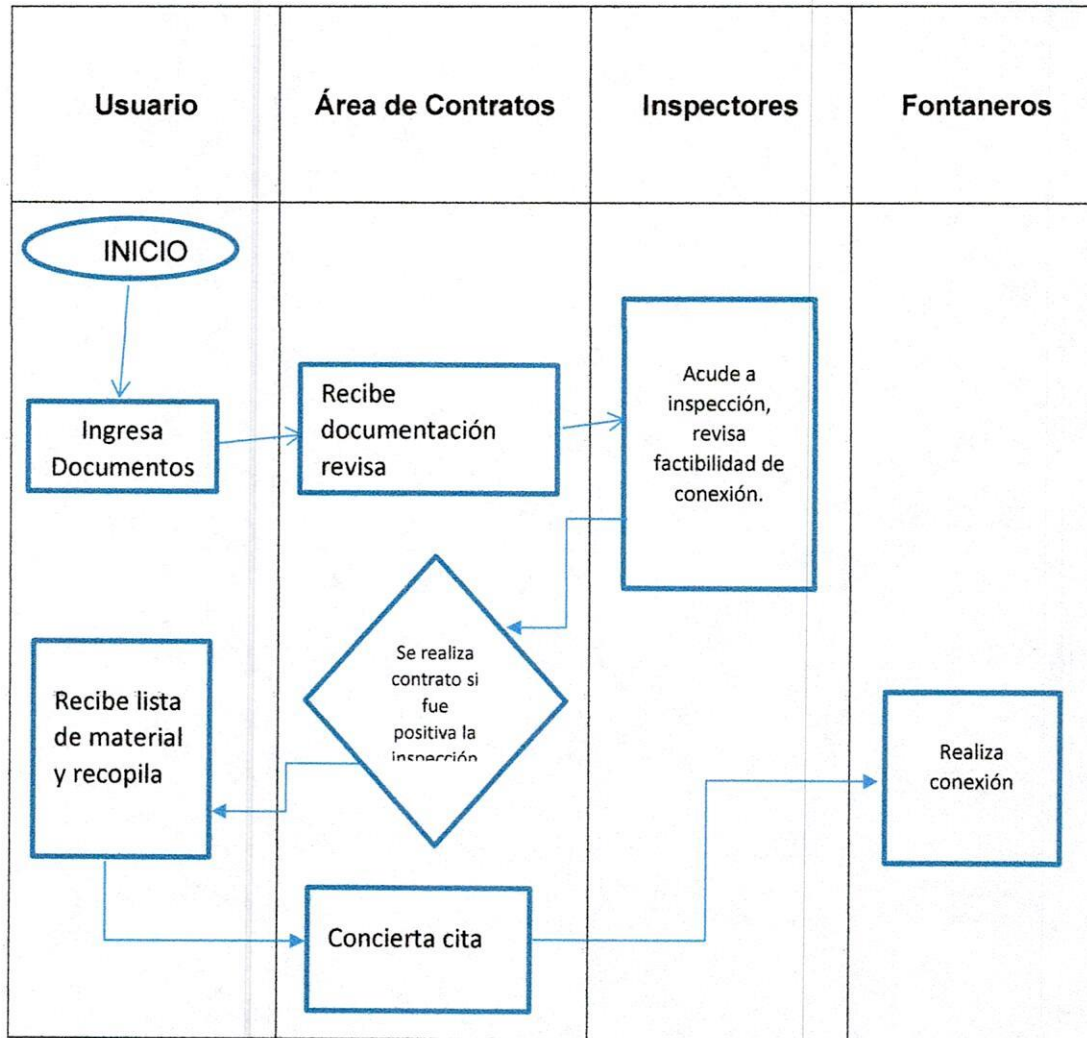 Usuario
Área de Contratos
Inspectores
Fontaneros
INICIO
Ingresa
Documentos
Recibe
documentación
revisa
Acude a
inspección,
revisa
factibilidad de
conexión.
Se realiza
contrato si
fue
positiva la
inspección
Recibe lista
de material
y recopila
Concierta cita
Realiza
conexión